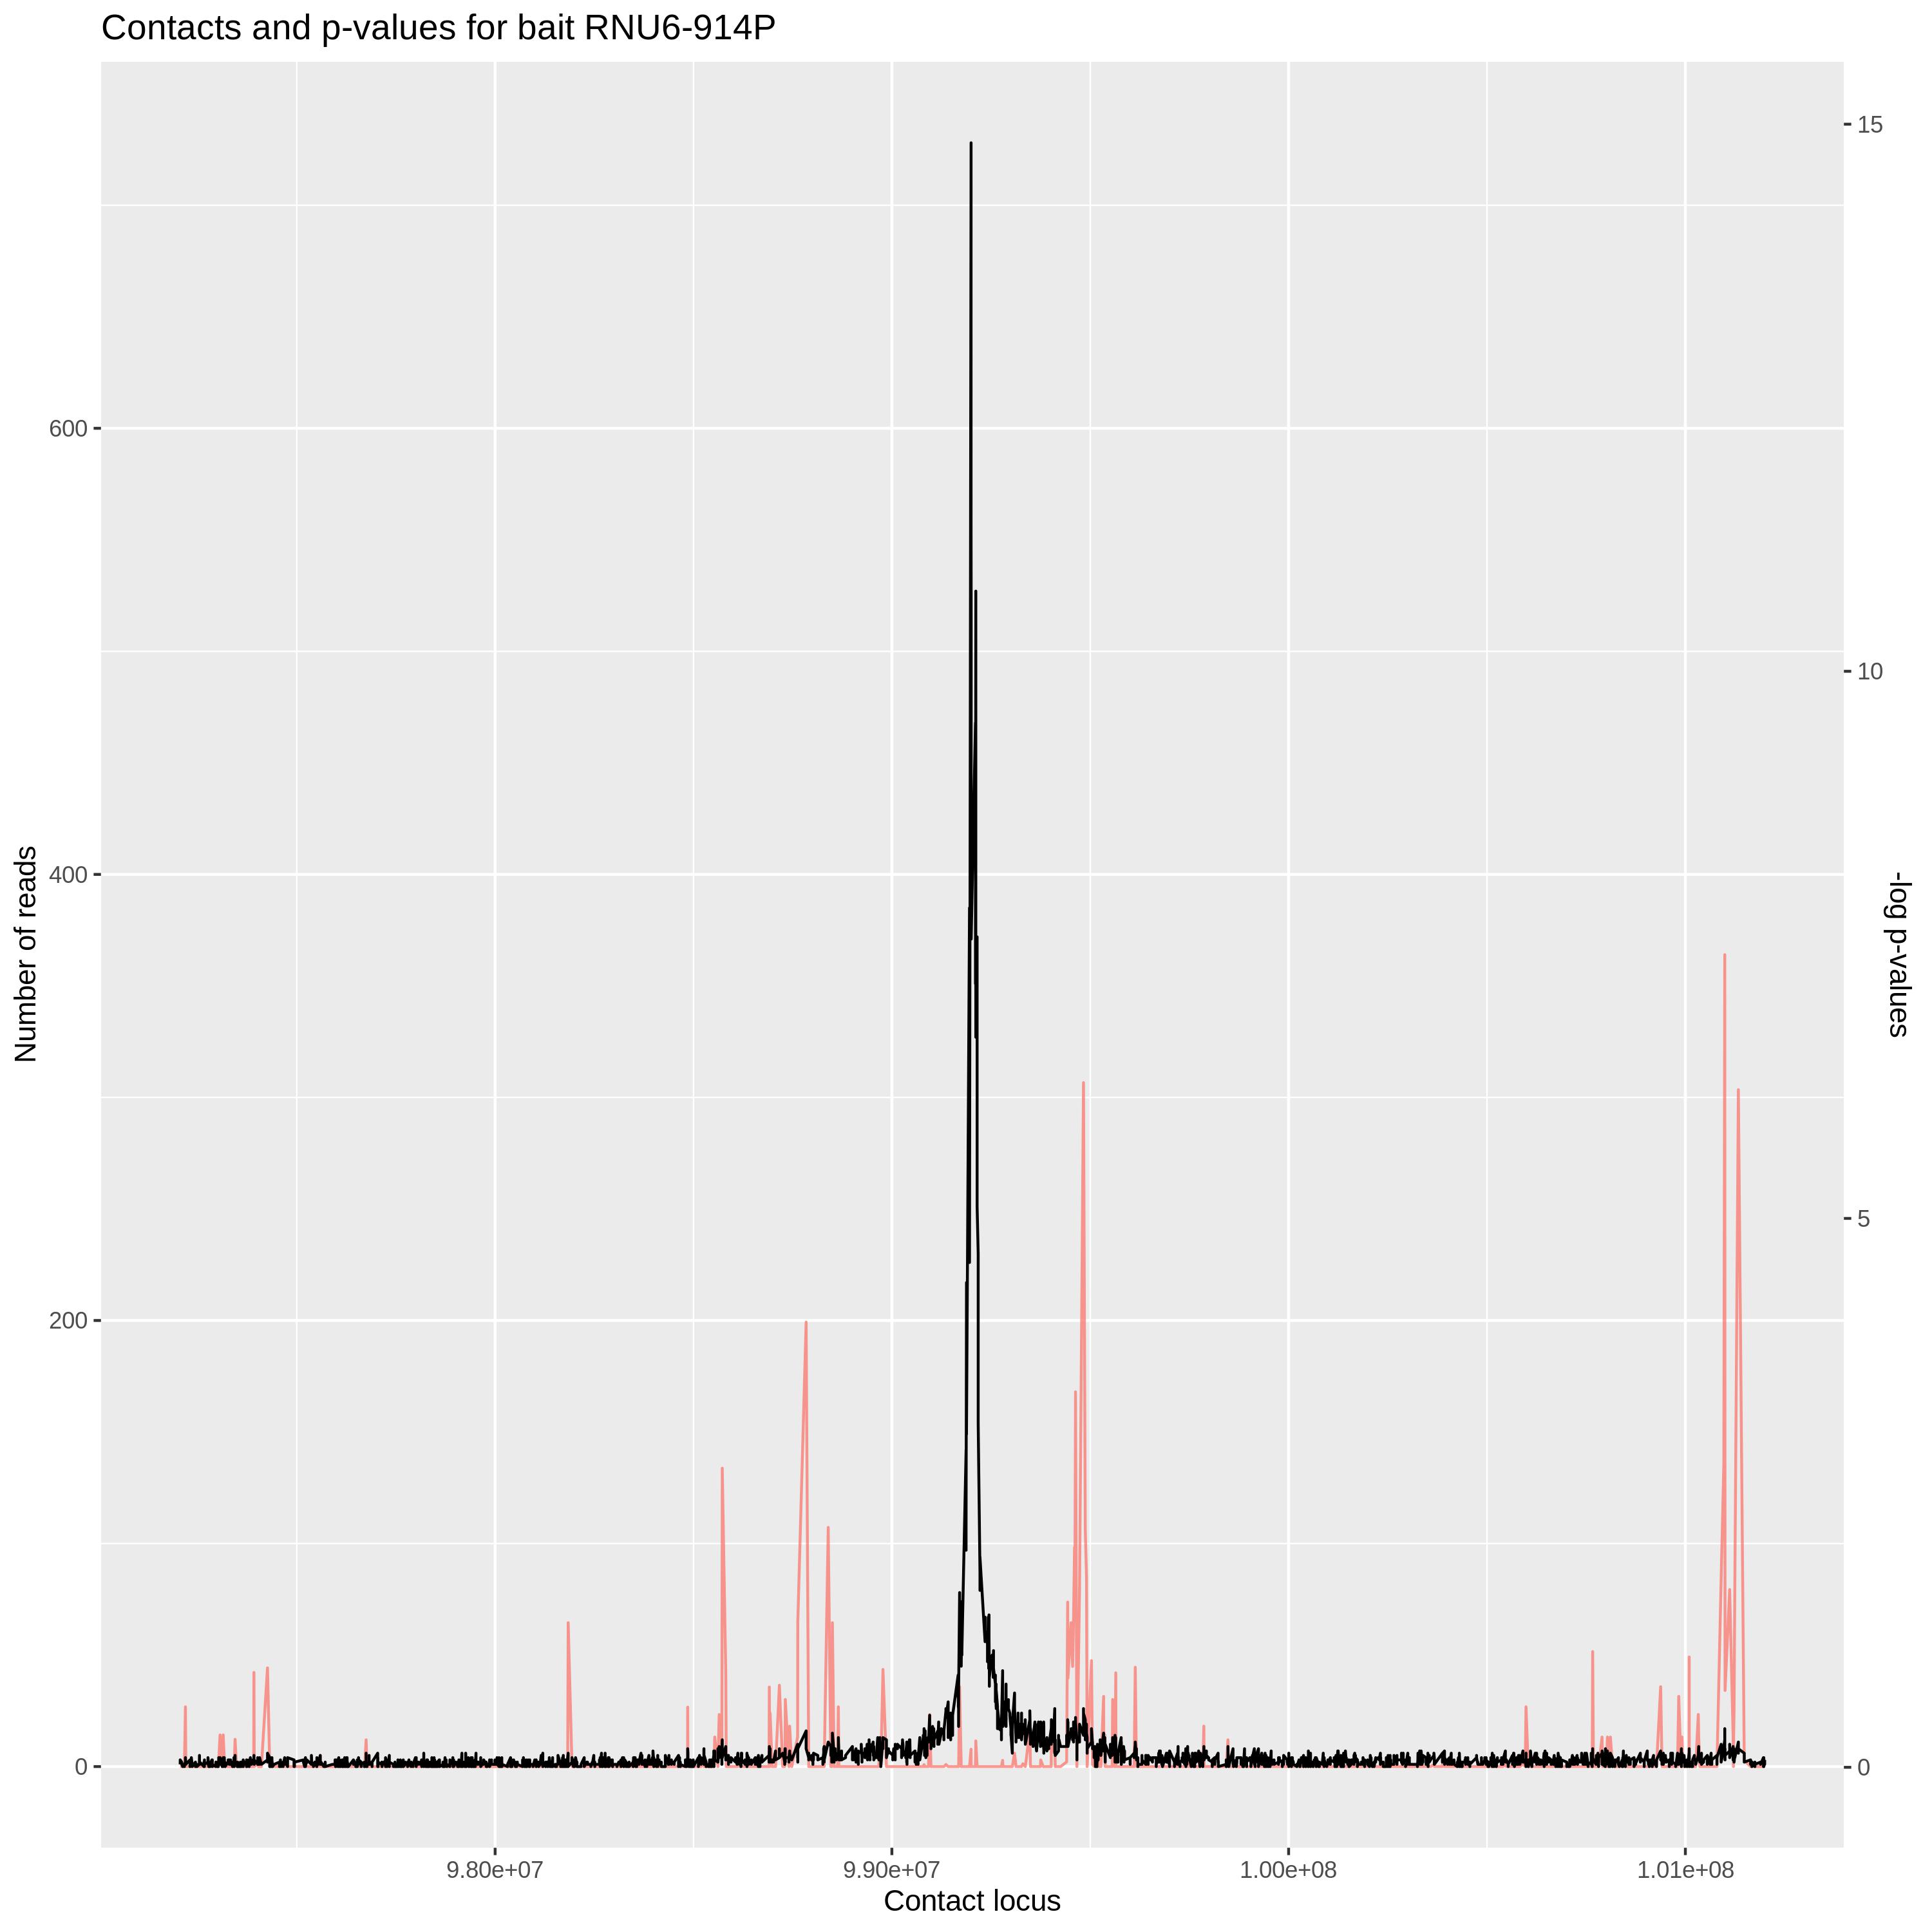 Contacts and p-values for bait RNU6-914P
Number of reads
600
400
200
0
15
10
5
0
-log p-values
9.80e+07
9.90e+07
1.00e+08
1.01e+08
Contact locus